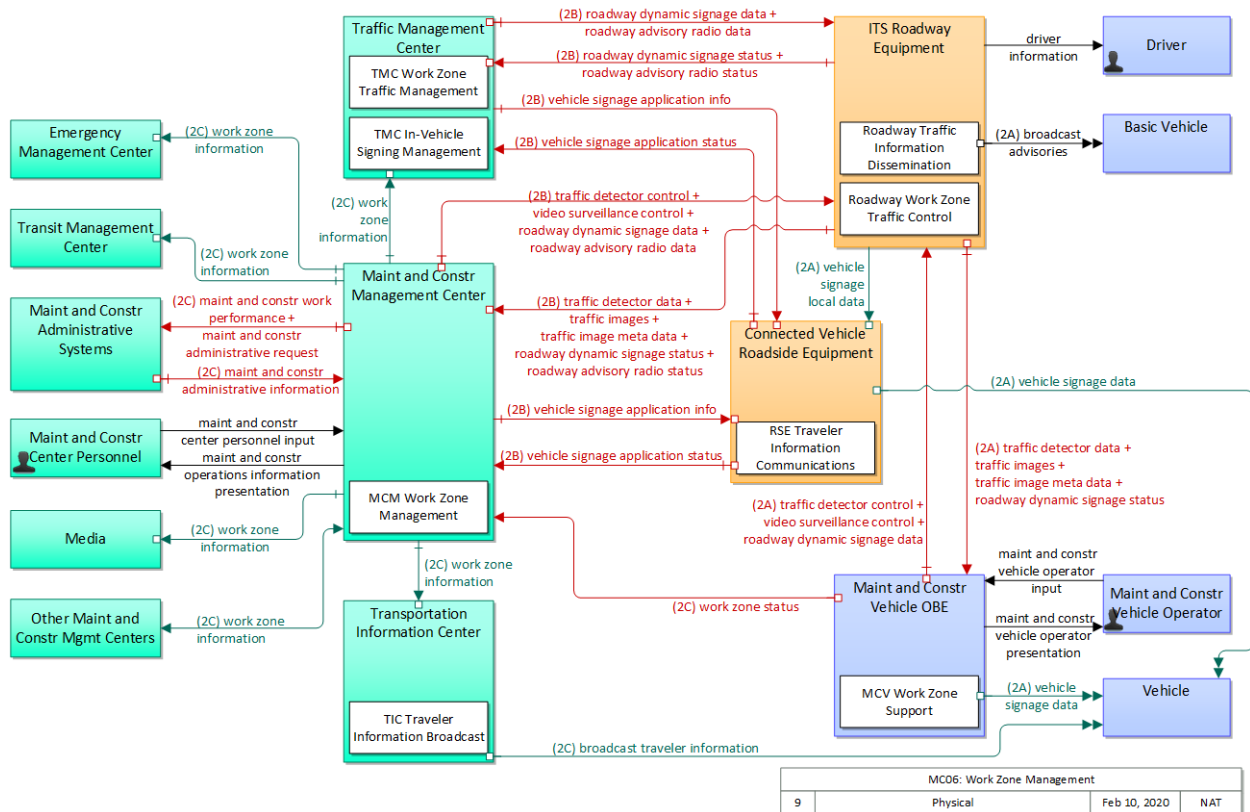 Traffic Management
Center
TMC Work Zone
Traffic Management
TMC In-Vehicle
Signing Management
(2B) roadway dynamic signage data +
roadway advisory radio data
(2B) roadway dynamic signage status +
roadway advisory radio status
(2B) vehicle signage application info
(2B) vehicle signage application status
ITS Roadway
Equipment
Roadway Traffic
Information
Dissemination
Roadway Work Zone
Traffic Control
driver
information
Driver
(2A) broadcast
advisories
Basic Vehicle
Emergency
Management Center
(2C) work zone
information
Transit Management
Center
(2C) work zone
information
(2C) work
zone
information
(2B) traffic detector control +
video surveillance control +
roadway dynamic signage data +
roadway advisory radio data
Maint and Constr
Management Center
MCM Work Zone
Management
(2A) vehicle
signage
local data
Maint and Constr
Administrative
Systems
(2C) maint and constr work
performance +
maint and constr
administrative request
(2C) maint and constr
administrative information
(2B) traffic detector data +
traffic images +
traffic image meta data +
roadway dynamic signage status +
roadway advisory radio status
Connected Vehicle
Roadside Equipment
RSE Traveler
Information
Communications
(2A) vehicle signage data
Maint and Constr
Center Personnel
maint and constr
center personnel input
maint and constr
operations information
presentation
(2B) vehicle signage application info
(2B) vehicle signage application status
(2A) traffic detector data +
traffic images +
traffic image meta data +
roadway dynamic signage status
(2A) traffic detector control +
video surveillance control +
roadway dynamic signage data
Media
(2C) work zone
information
(2C) work zone
information
Other Maint and
Constr Mgmt Centers
(2C) work zone
information
Transportation
Information Center
TIC Traveler
Information Broadcast
(2C) work zone status
Maint and Constr
Vehicle OBE
MCV Work Zone
Support
maint and constr
vehicle operator
input
maint and constr
vehicle operator
presentation
Maint and Constr
Vehicle Operator
(2A) vehicle
signage data
Vehicle
(2C) broadcast traveler information
MC06: Work Zone Management
9 Physical Feb 10, 2020 NAT